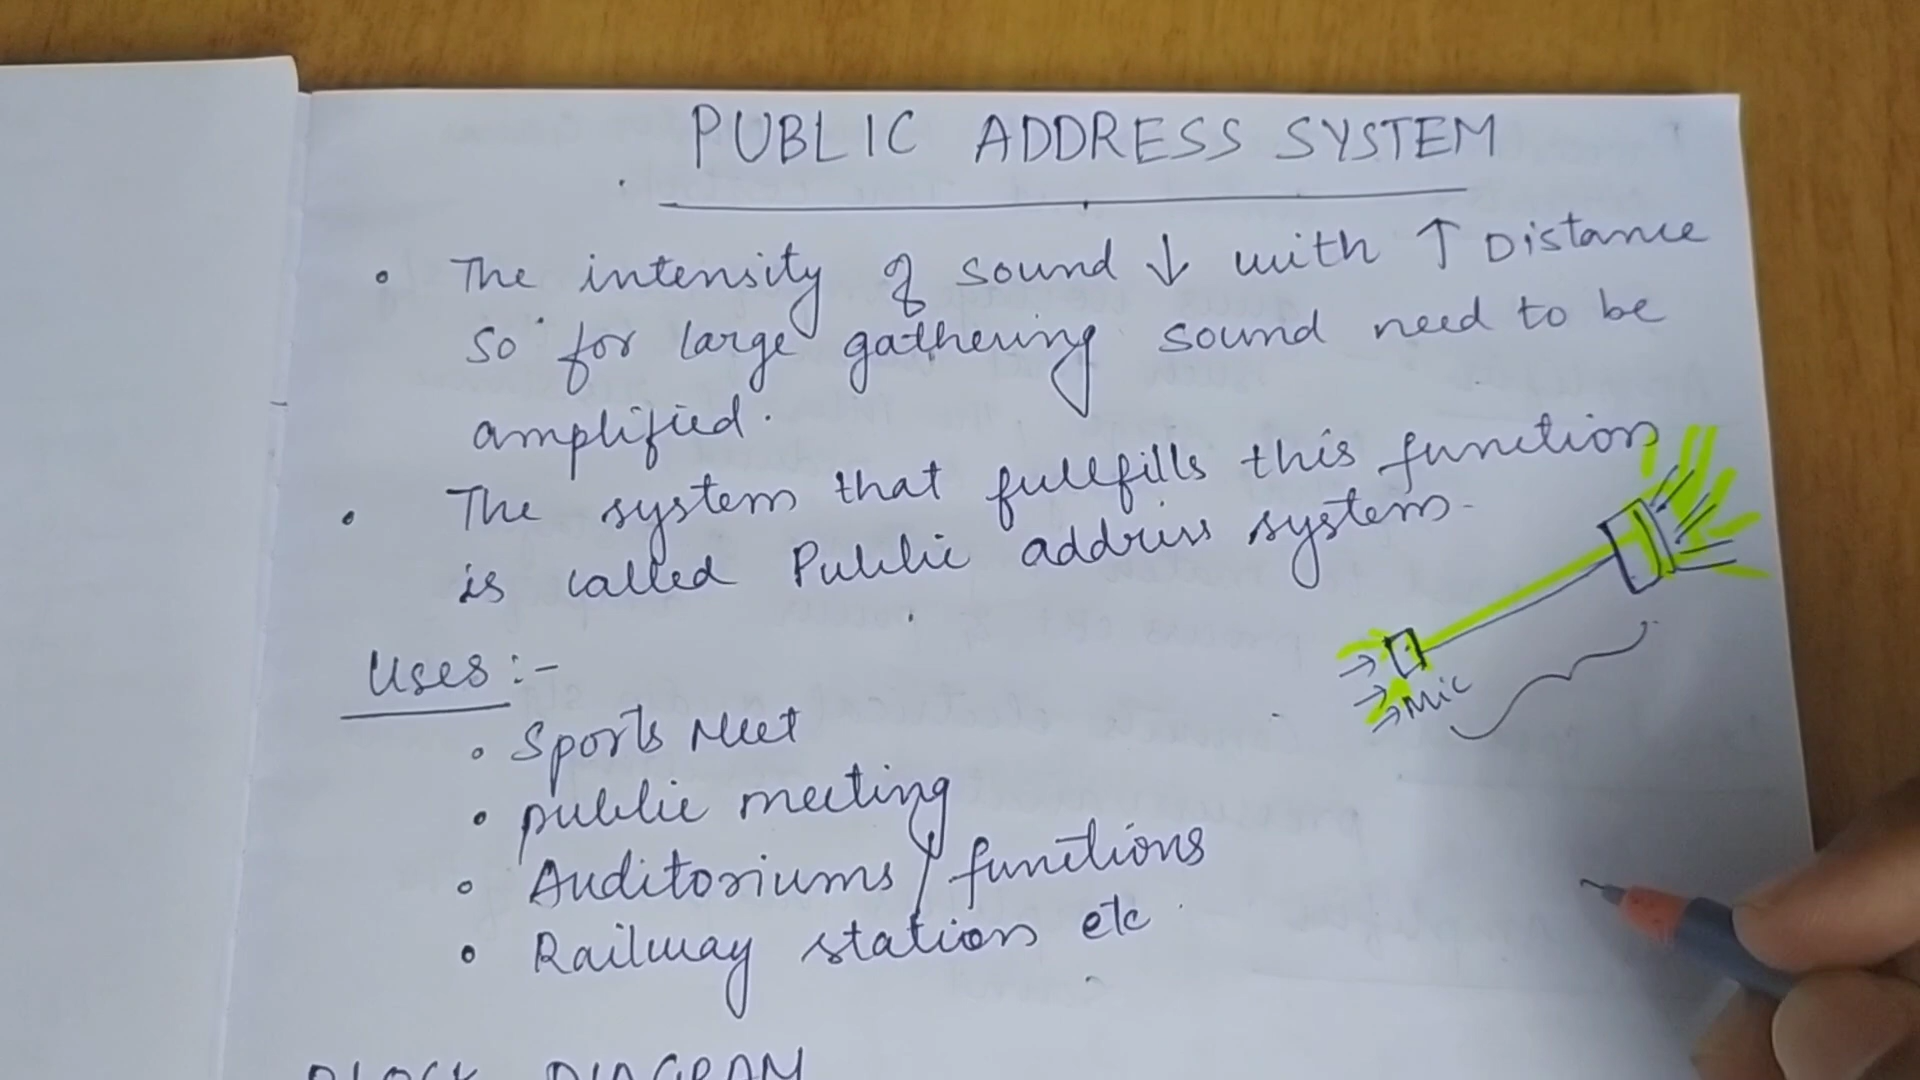 PUBLIC ADDRESS SYSTEM
• The intensity of sound ↓ with ↑ Distance
so for large gathering sound need to be
amplified.
• The system that fullfills this function
is called Public address system.
Mic
Uses :-
• Sports Meet
• public meeting
• Auditoriums / functions
• Railway station etc
BLOCK DIAGRAM